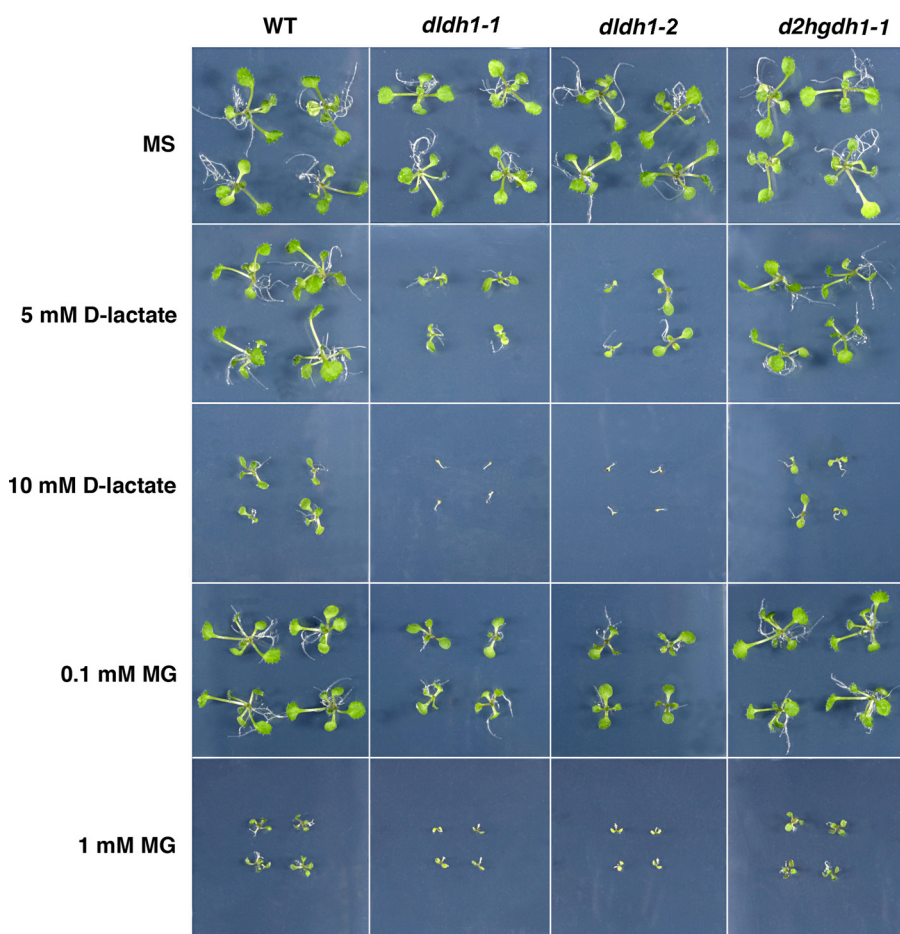 WT dldh1-1 dldh1-2 d2hgdh1-1
MS
5 mM D-lactate
10 mM D-lactate
0.1 mM MG
1 mM MG